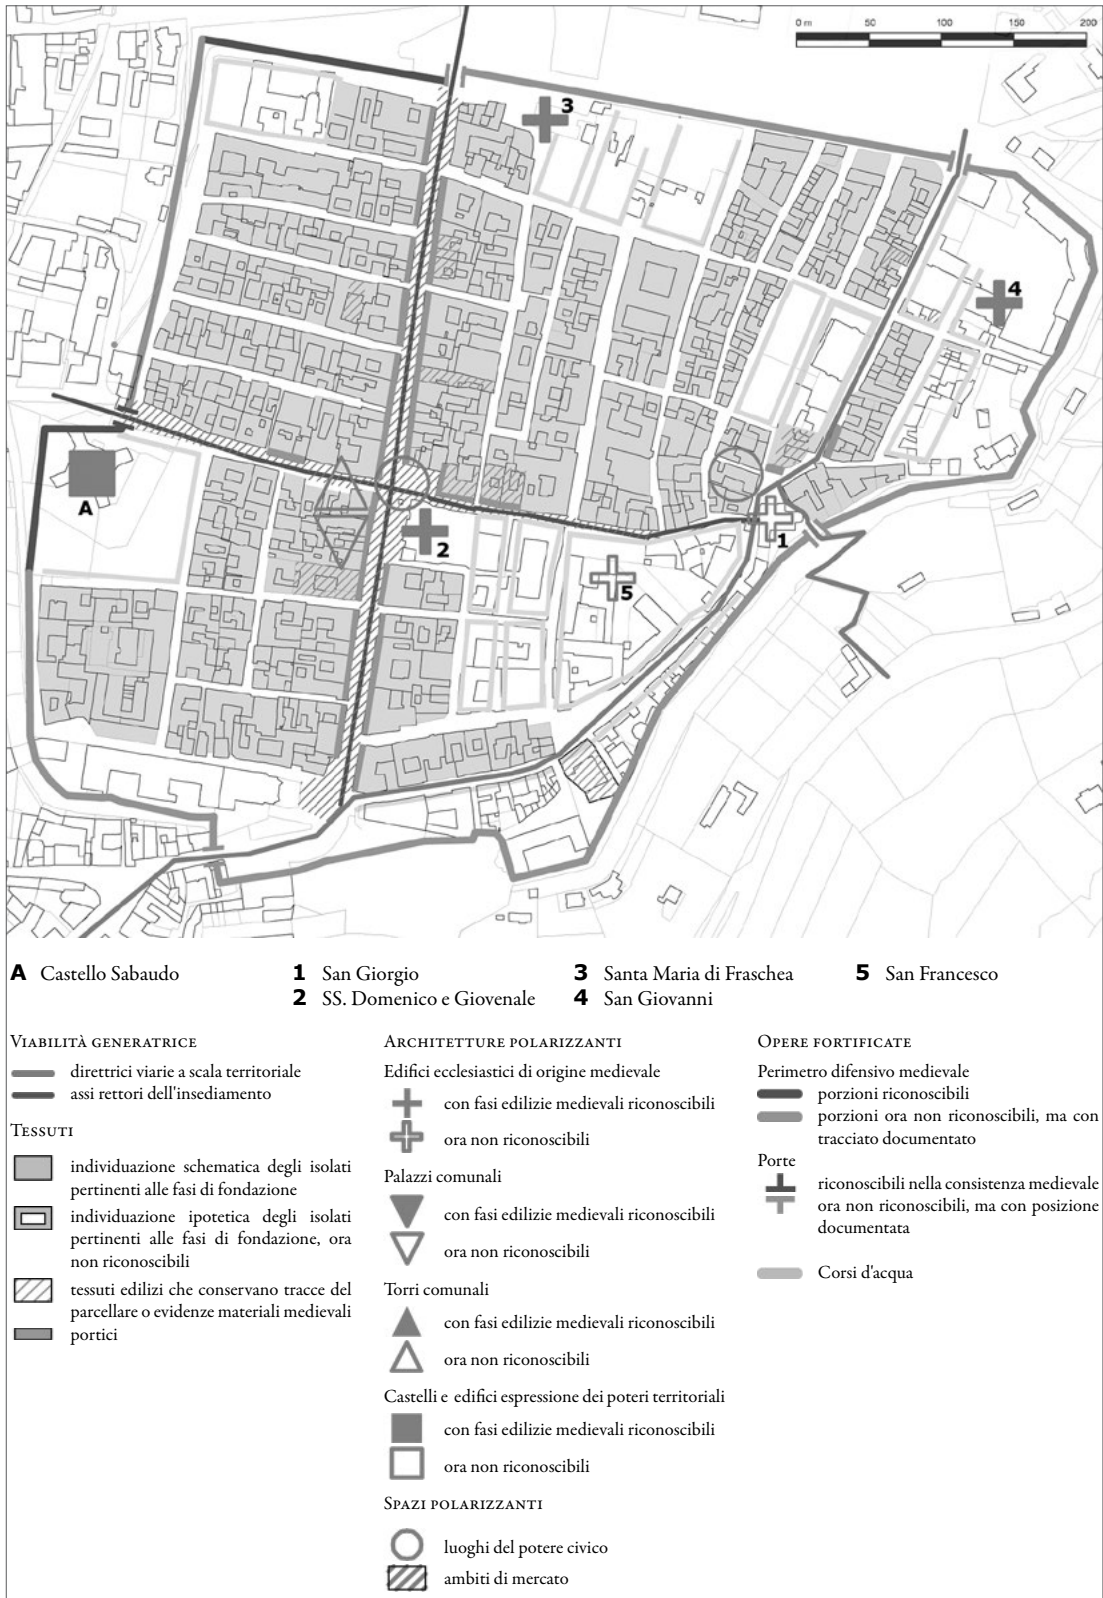 0 m 50 100 150 200
3
4
A
2
1
5
A Castello Sabaudo
1 San Giorgio
2 SS. Domenico e Giovenale
3 Santa Maria di Fraschea
4 San Giovanni
5 San Francesco
Viabilità generatrice
direttrici viarie a scala territoriale
assi rettori dell'insediamento
Tessuti
individuazione schematica degli isolati
pertinenti alle fasi di fondazione
individuazione ipotetica degli isolati
pertinenti alle fasi di fondazione, ora
non riconoscibili
tessuti edilizi che conservano tracce del
parcellare o evidenze materiali medievali
portici
Architetture polarizzanti
Edifici ecclesiastici di origine medievale
con fasi edilizie medievali riconoscibili
ora non riconoscibili
Palazzi comunali
con fasi edilizie medievali riconoscibili
ora non riconoscibili
Torri comunali
con fasi edilizie medievali riconoscibili
ora non riconoscibili
Castelli e edifici espressione dei poteri territoriali
con fasi edilizie medievali riconoscibili
ora non riconoscibili
Spazi polarizzanti
luoghi del potere civico
ambiti di mercato
Opere fortificate
Perimetro difensivo medievale
porzioni riconoscibili
porzioni ora non riconoscibili, ma con
tracciato documentato
Porte
riconoscibili nella consistenza medievale
ora non riconoscibili, ma con posizione
documentata
Corsi d'acqua